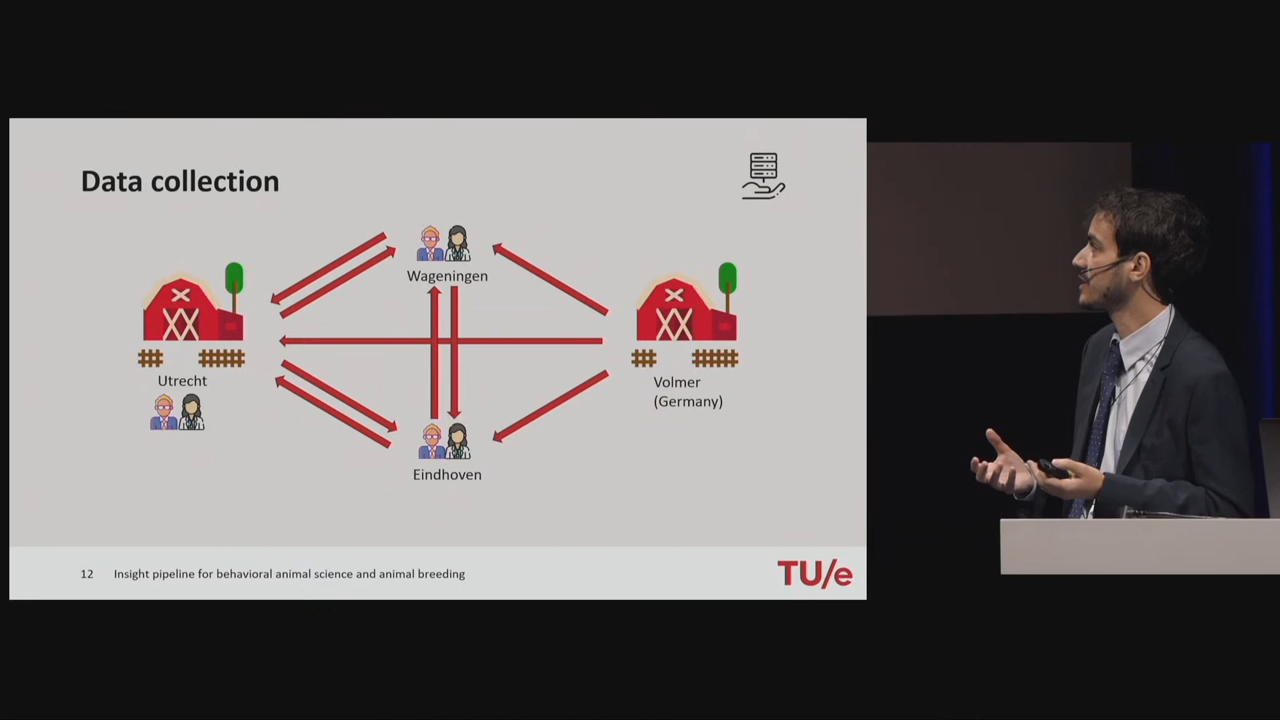 Data collection
Wageningen
Utrecht
Volmer
(Germany)
Eindhoven
12 Insight pipeline for behavioral animal science and animal breeding
TU/e